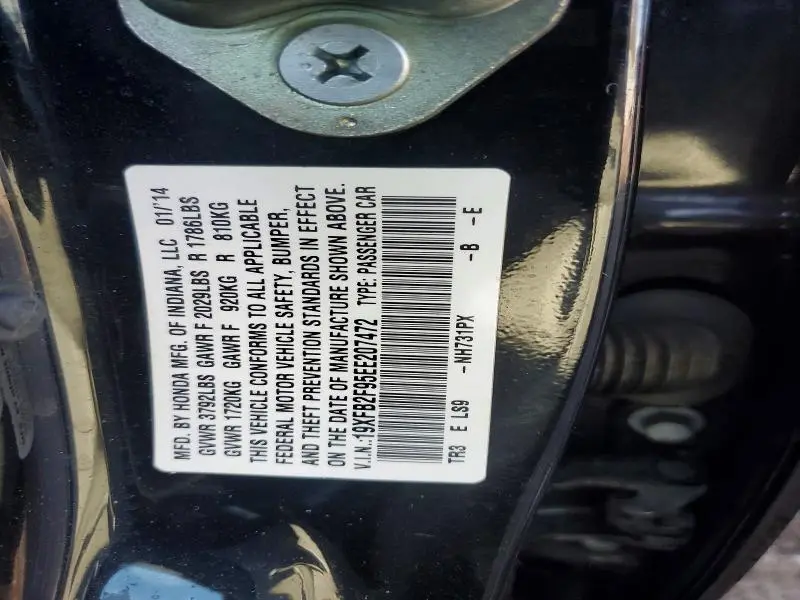 MFD. BY HONDA MFG. OF INDIANA, LLC 01/'14
GVWR 3792LBS GAWR F 2029LBS R 1786LBS
GVWR 1720KG GAWR F 920KG R 810KG
THIS VEHICLE CONFORMS TO ALL APPLICABLE
FEDERAL MOTOR VEHICLE SAFETY, BUMPER,
AND THEFT PREVENTION STANDARDS IN EFFECT
ON THE DATE OF MANUFACTURE SHOWN ABOVE.
V.I.N.:19XFB2F95EE207472 TYPE: PASSENGER CAR
TR3 E LS9 -NH731PX -B -E